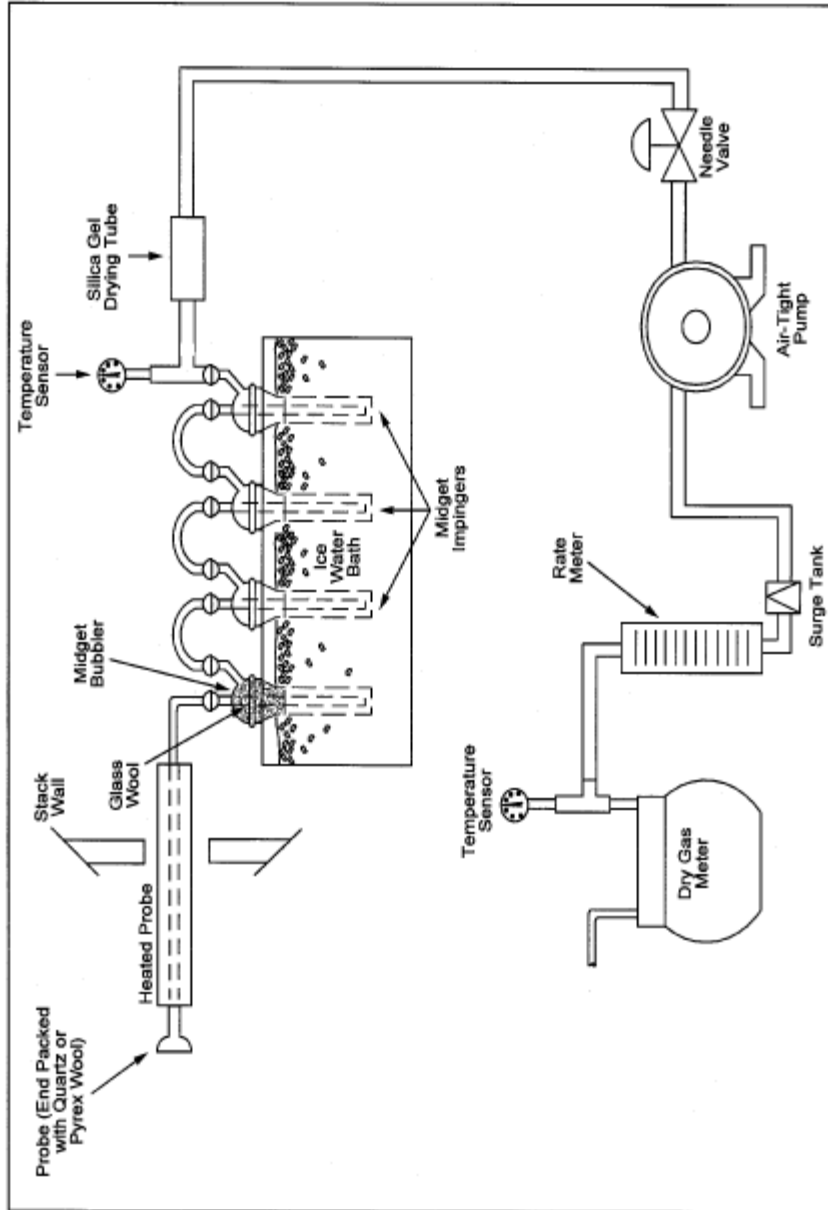 Probe (End Packed
with Quartz or
Pyrex Wool)
Heated Probe
Stack
Wall
Glass
Wool
Midget
Bubbler
Ice
Water
Bath
Midget
Impingers
Temperature
Sensor
Silica Gel
Drying Tube
Temperature
Sensor
Dry Gas
Meter
Rate
Meter
Surge Tank
Air-Tight
Pump
Needle
Valve